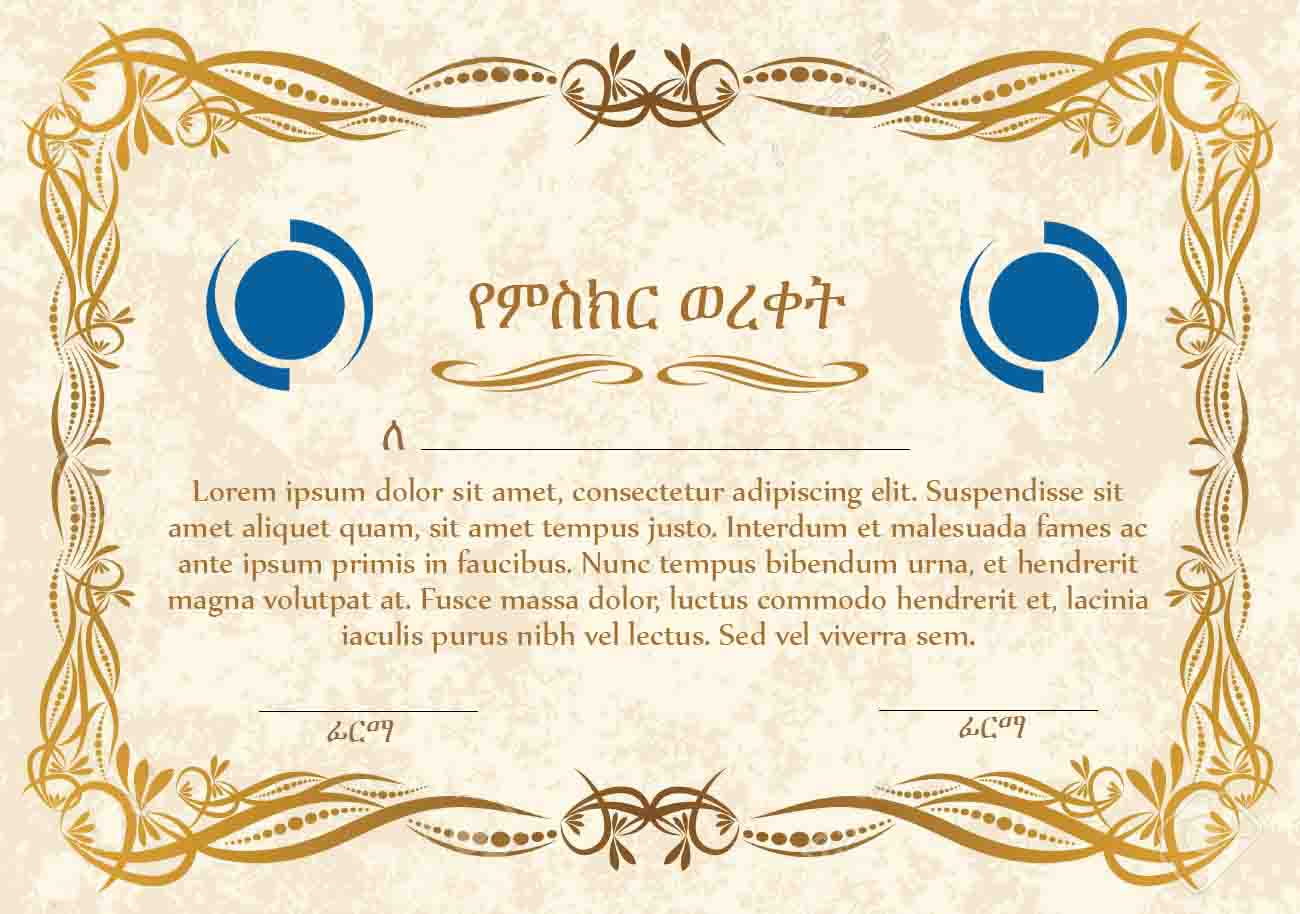 የምስክር ወረቀት
ለ
Lorem ipsum dolor sit amet, consectetur adipiscing elit. Suspendisse sit
amet aliquet quam, sit amet tempus justo. Interdum et malesuada fames ac
ante ipsum primis in faucibus. Nunc tempus bibendum urna, et hendrerit
magna volutpat at. Fusce massa dolor, luctus commodo hendrerit et, lacinia
iaculis purus nibh vel lectus. Sed vel viverra sem.
ፊርማ ፊርማ